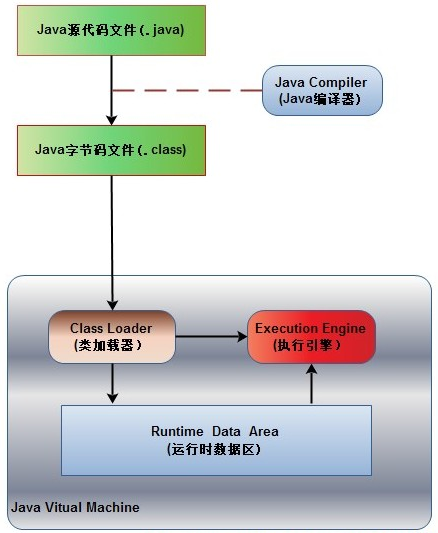 Java源代码文件(.java)
Java Compiler
(Java编译器)
Java字节码文件(.class)
Class Loader
(类加载器)
Execution Engine
(执行引擎)
Runtime Data Area
(运行时数据区)
Java Vitual Machine